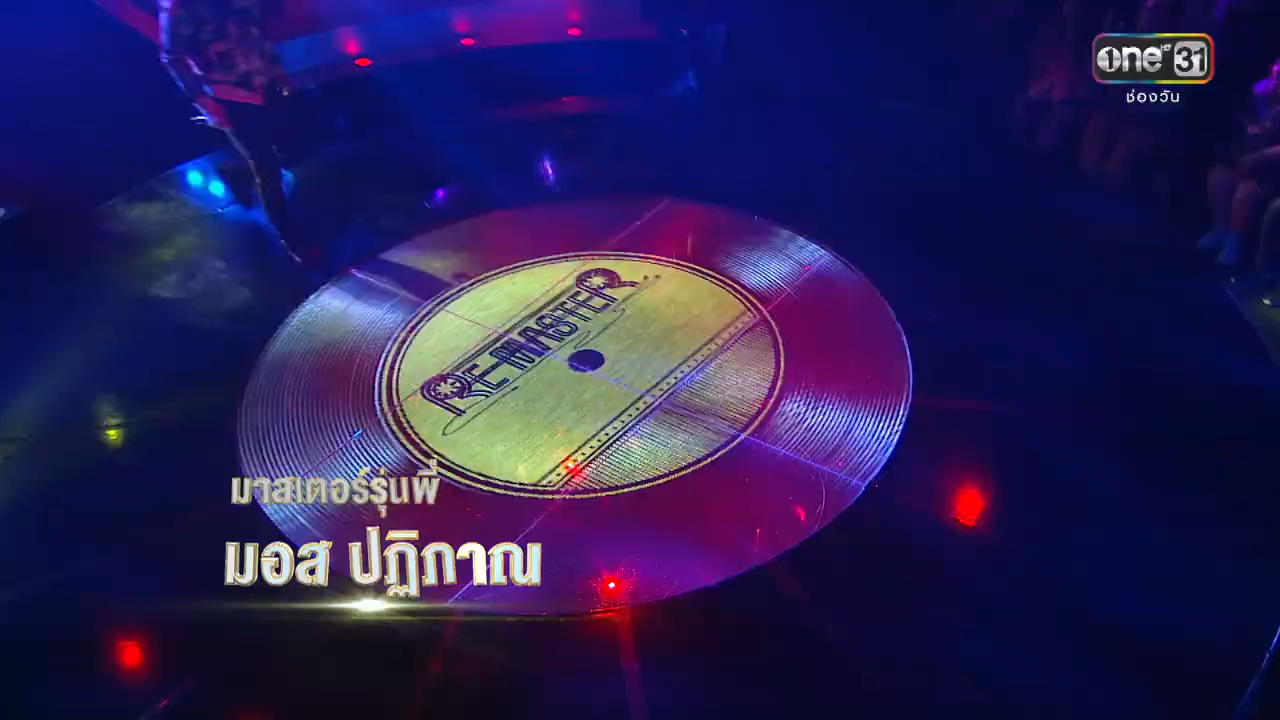 one HD 31
ช่องวัน
RE-MASTER
มาสเตอร์รุ่นพี่
มอส ปฏิภาณ